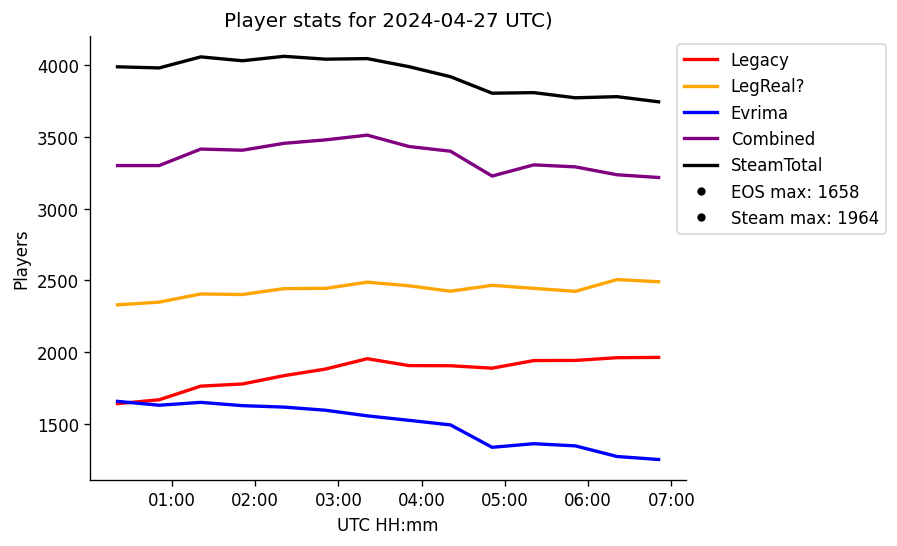 Player stats for 2024-04-27 UTC)
4000
3500
3000
2500
2000
1500
Players
01:00 02:00 03:00 04:00 05:00 06:00 07:00
UTC HH:mm
Legacy
LegReal?
Evrima
Combined
SteamTotal
EOS max: 1658
Steam max: 1964